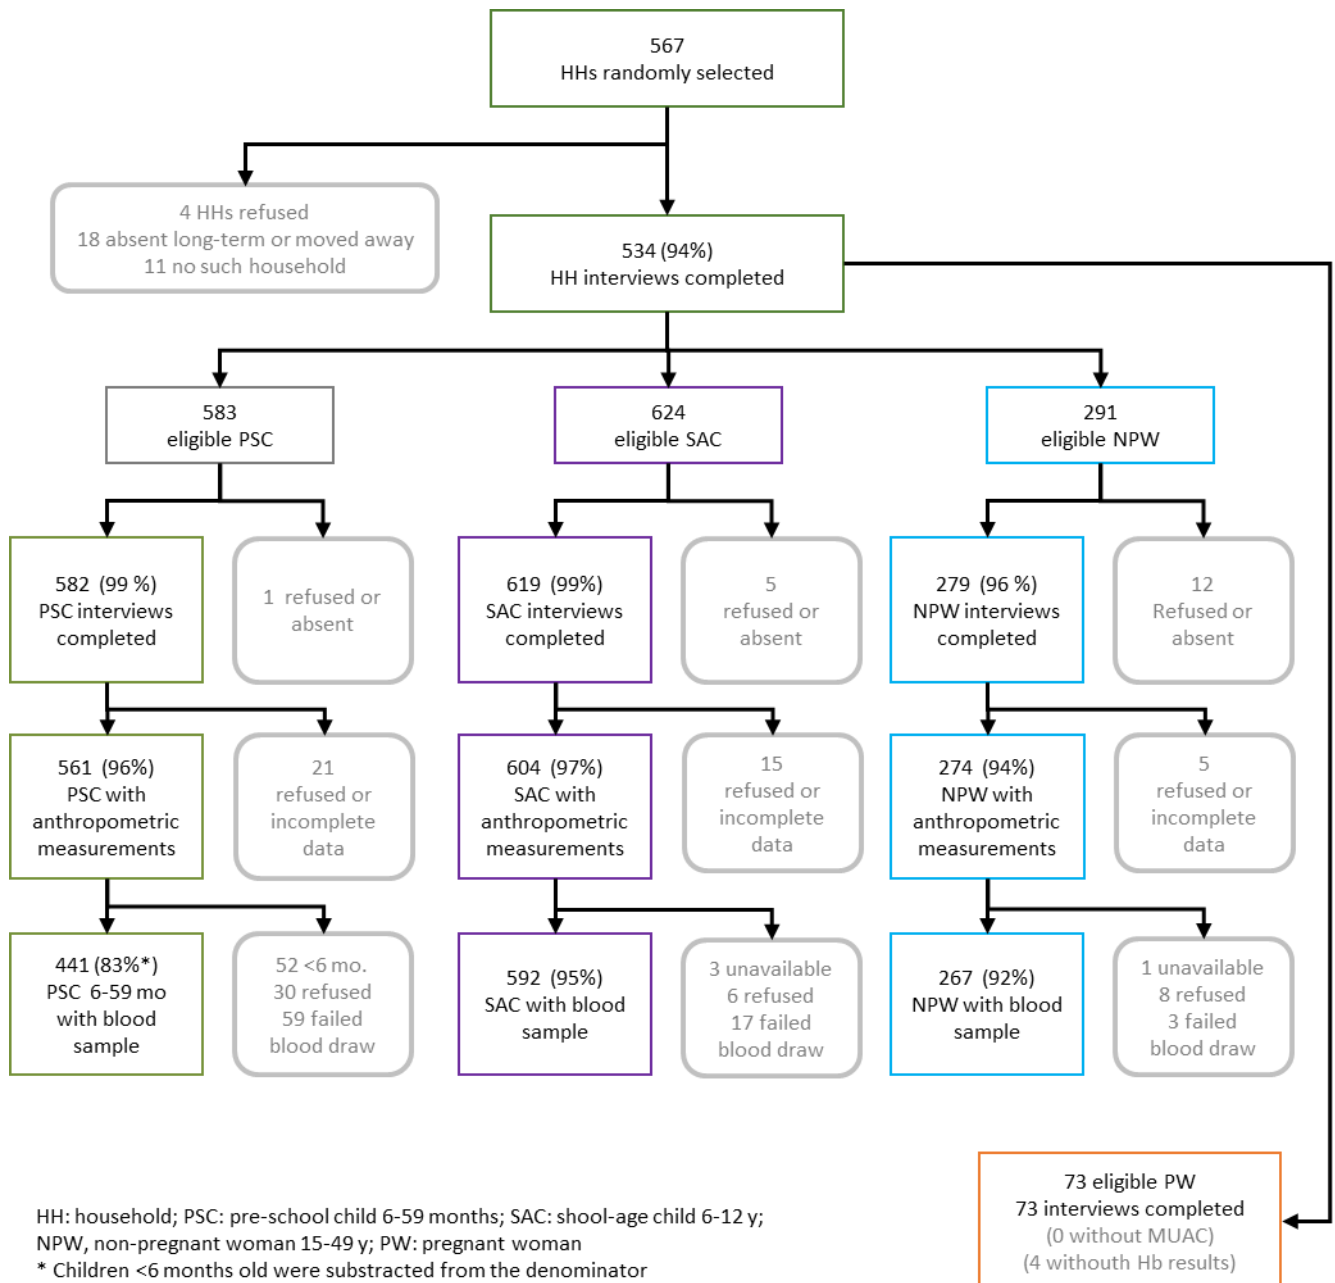 567
HHs randomly selected
4 HHs refused
18 absent long-term or moved away
11 no such household
534 (94%)
HH interviews completed
583
eligible PSC
624
eligible SAC
291
eligible NPW
582 (99 %)
PSC interviews
completed
1 refused or
absent
619 (99%)
SAC interviews
completed
5
refused or
absent
279 (96 %)
NPW interviews
completed
12
Refused or
absent
561 (96%)
PSC with
anthropometric
measurements
21
refused or
incomplete
data
604 (97%)
SAC with
anthropometric
measurements
15
refused or
incomplete
data
274 (94%)
NPW with
anthropometric
measurements
5
refused or
incomplete
data
441 (83%*)
PSC 6-59 mo
with blood
sample
52 <6 mo.
30 refused
59 failed
blood draw
592 (95%)
SAC with blood
sample
3 unavailable
6 refused
17 failed
blood draw
267 (92%)
NPW with blood
sample
1 unavailable
8 refused
3 failed
blood draw
73 eligible PW
73 interviews completed
(0 without MUAC)
(4 withouth Hb results)
HH: household; PSC: pre-school child 6-59 months; SAC: shool-age child 6-12 y;
NPW, non-pregnant woman 15-49 y; PW: pregnant woman
* Children <6 months old were substracted from the denominator